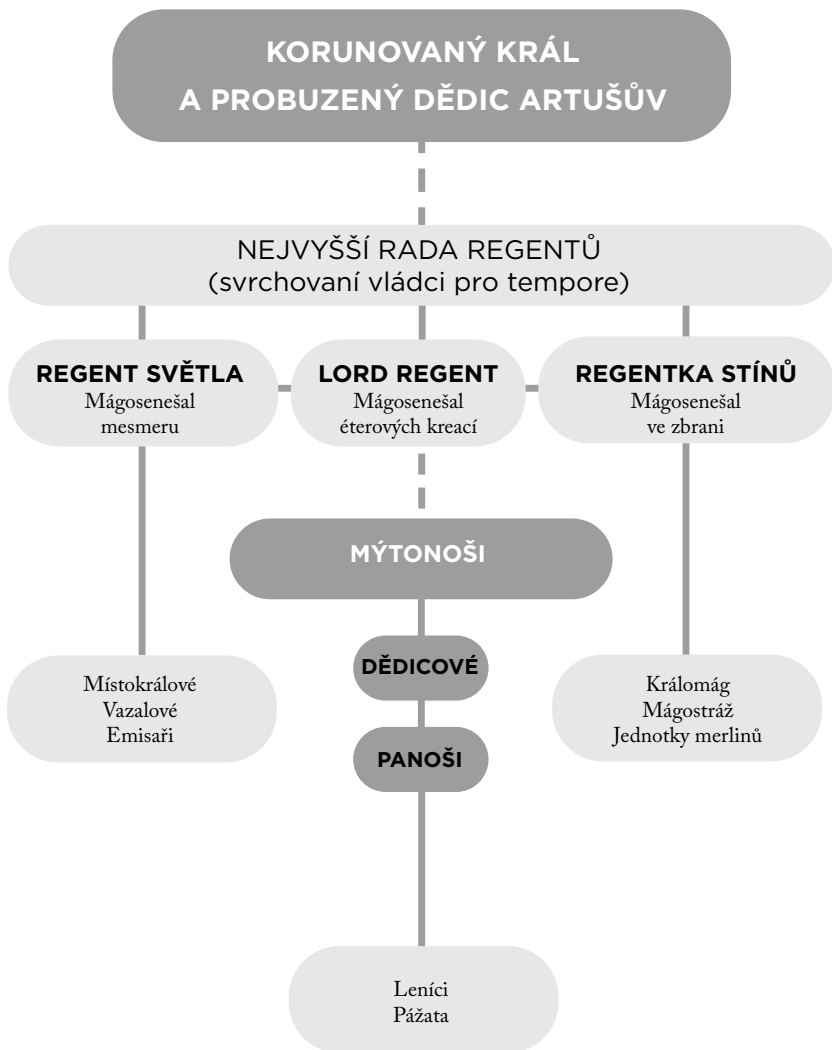 KORUNOVANÝ KRÁL
A PROBUZENÝ DĚDIC ARTUŠŮV
NEJVYŠŠÍ RADA REGENTŮ
(svrchovaní vládci pro tempore)
REGENT SVĚTLA
Mágosenešal
mesmeru
LORD REGENT
Mágosenešal
éterových kreací
REGENTKA STÍNŮ
Mágosenešal
ve zbrani
MÝTONOŠI
DĚDICOVÉ
PANOŠI
Místokrálové
Vazalové
Emisaři
Králomág
Mágostráž
Jednotky merlinů
Leníci
Pážata